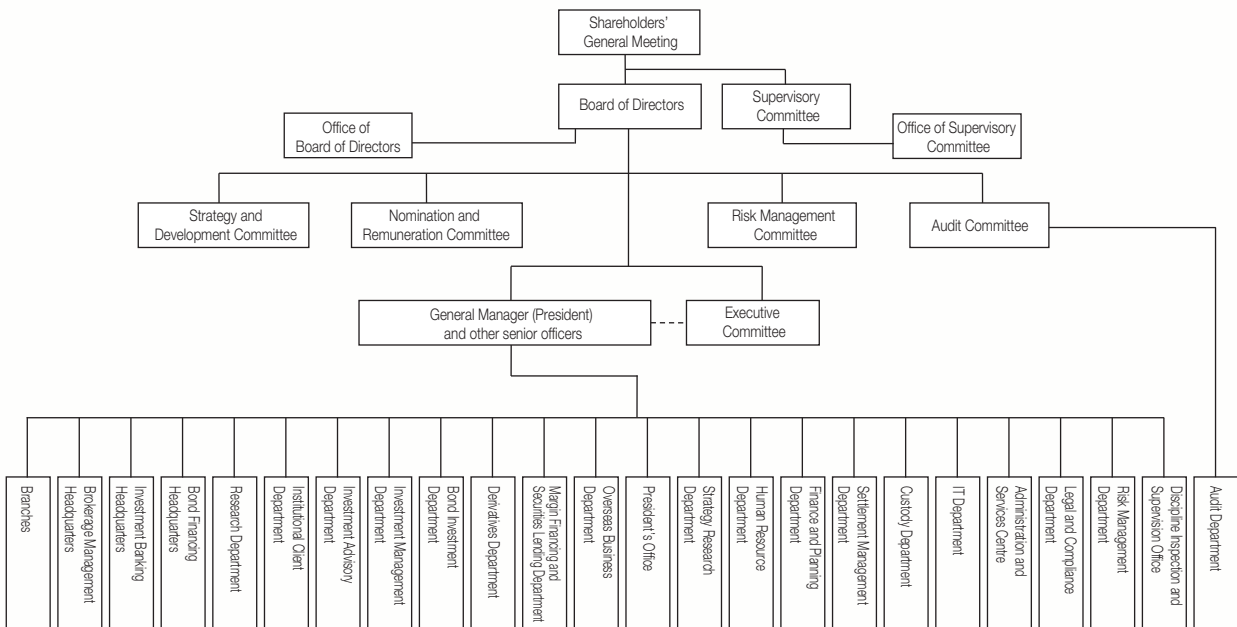 Shareholders'
General Meeting
Board of Directors
Supervisory
Committee
Office of
Board of Directors
Office of Supervisory
Committee
Strategy and
Development Committee
Nomination and
Remuneration Committee
Risk Management
Committee
Audit Committee
General Manager (President)
and other senior officers
Executive
Committee
Branches
Brokerage Management
Headquarters
Investment Banking
Headquarters
Bond Financing
Headquarters
Research Department
Institutional Client
Department
Investment Advisory
Department
Investment Management
Department
Bond Investment
Department
Derivatives Department
Margin Financing and
Securities Lending Department
Overseas Business
Department
President's Office
Strategy Research
Department
Human Resource
Department
Finance and Planning
Department
Settlement Management
Department
Custody Department
IT Department
Administration and
Services Centre
Legal and Compliance
Department
Risk Management
Department
Discipline Inspection and
Supervision Office
Audit Department